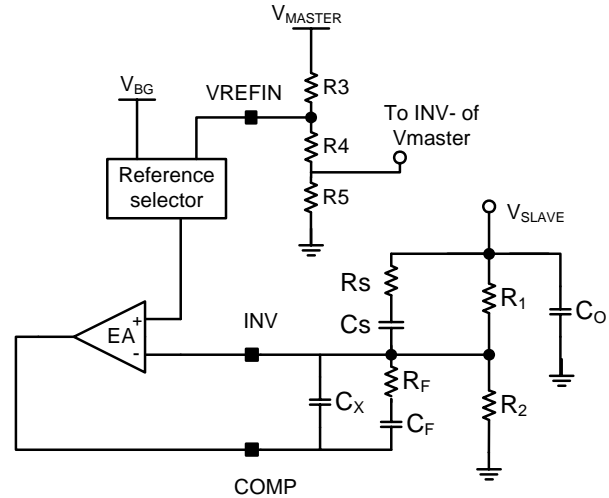 VMASTER
R3
VBG
VREFIN
To INV- of
Vmaster
R4
Reference
selector
R5
VSLAVE
Rs
R1
CO
+
EA
-
INV
Cs
RF
CX
CF
R2
COMP